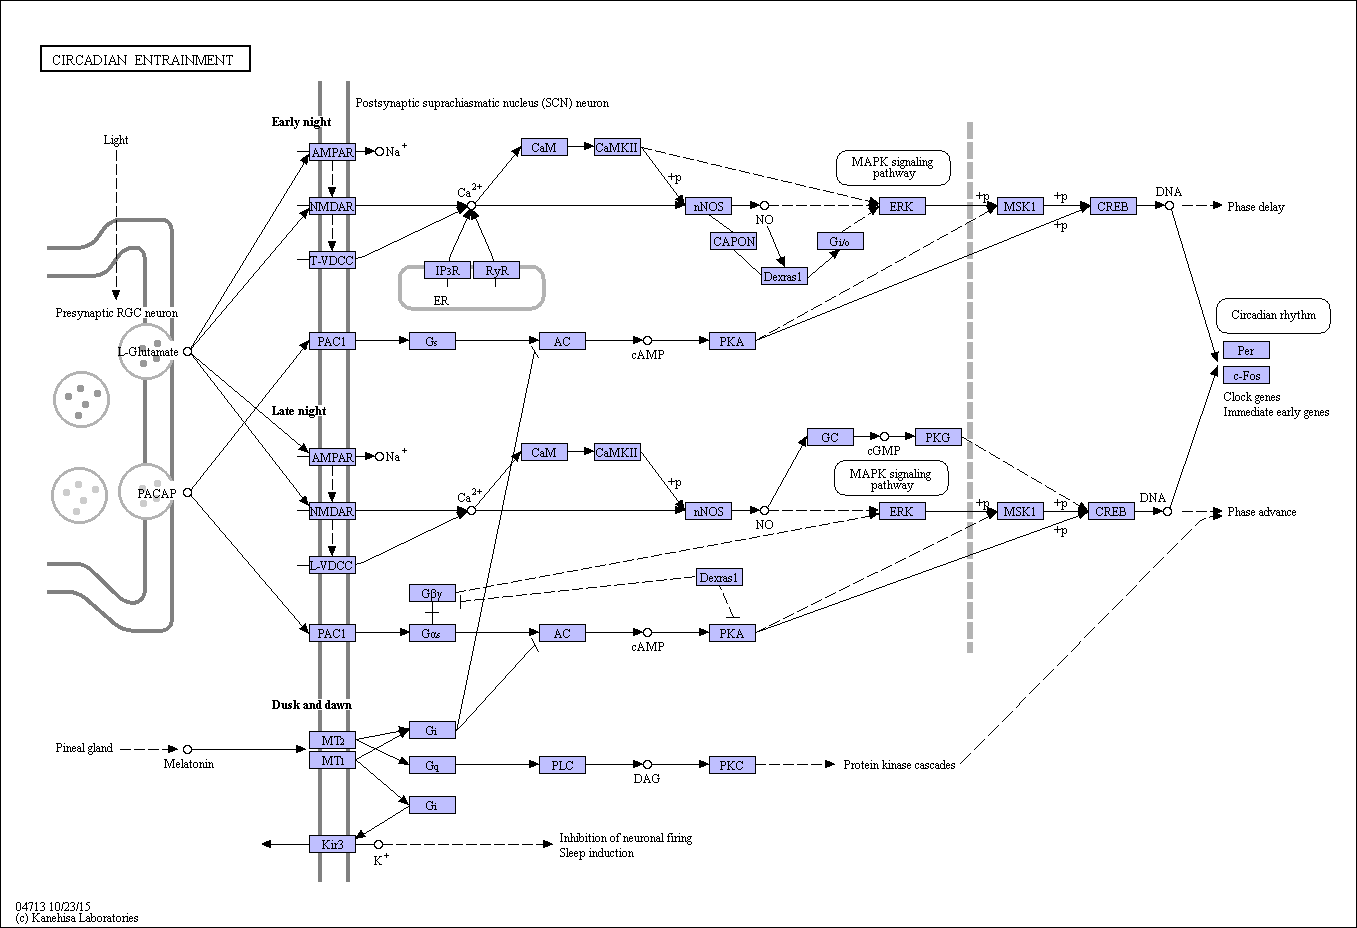 CIRCADIAN ENTRAINMENT
Postsynaptic suprachiasmatic nucleus (SCN) neuron
Early night
Light
AMPAR
Na+
CaM
CaMKII
MAPK signaling
pathway
+p
Ca2+
NMDAR
nNOS
NO
ERK
+p
MSK1
+p
CREB
DNA
Phase delay
+p
CAPON
Gi/o
T-VDCC
IP3R
RyR
Dexras1
ER
Presynaptic RGC neuron
Circadian rhythm
L-Glutamate
PAC1
Gs
AC
cAMP
PKA
Per
c-Fos
Clock genes
Immediate early genes
Late night
AMPAR
Na+
CaM
CaMKII
GC
cGMP
PKG
MAPK signaling
pathway
+p
PACAP
Ca2+
NMDAR
nNOS
NO
ERK
+p
MSK1
+p
CREB
DNA
Phase advance
+p
L-VDCC
Gβγ
Dexras1
PAC1
Gαs
AC
cAMP
PKA
Dusk and dawn
Gi
MT2
Pineal gland
Melatonin
MT1
Gq
PLC
DAG
PKC
Protein kinase cascades
Gi
Kir3
K+
Inhibition of neuronal firing
Sleep induction
04713 10/23/15
(c) Kanehisa Laboratories